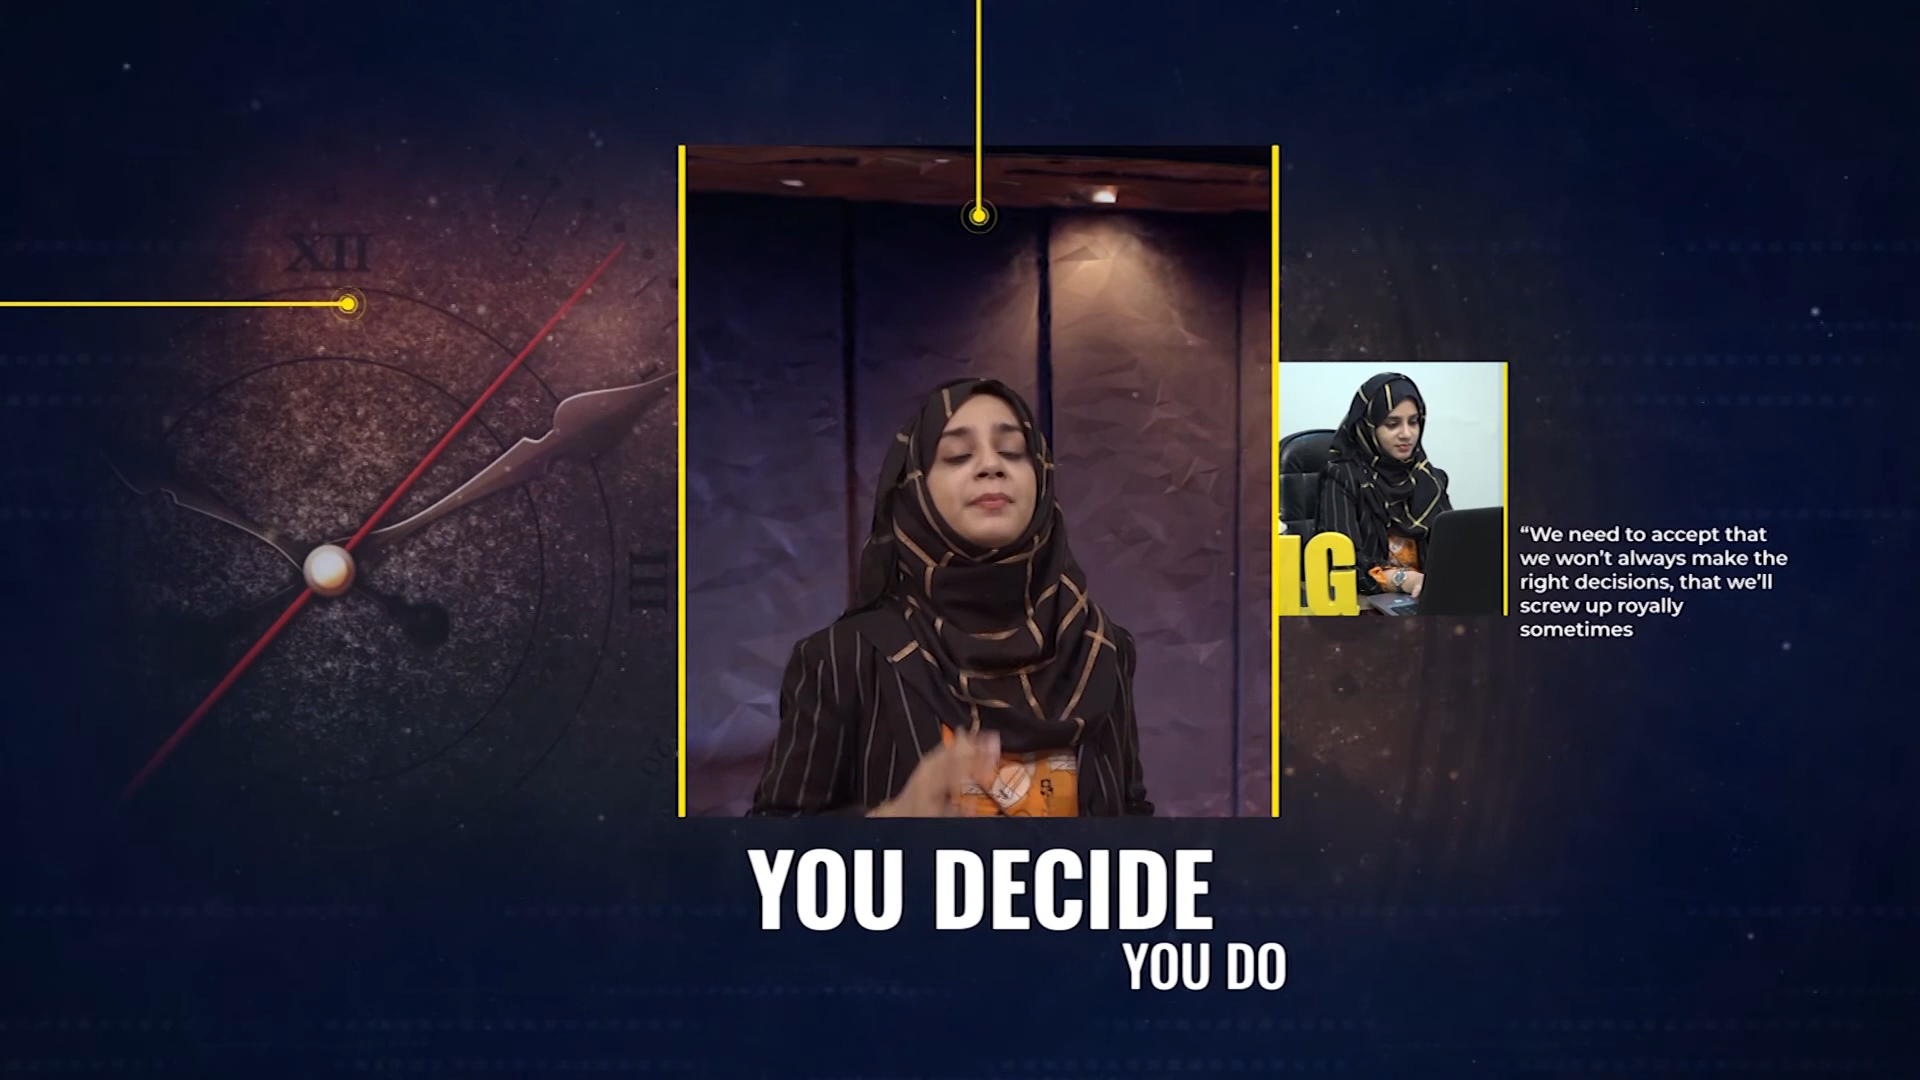 XII
III
IG
“We need to accept that
we won’t always make the
right decisions, that we’ll
screw up royally
sometimes
YOU DECIDE
YOU DO